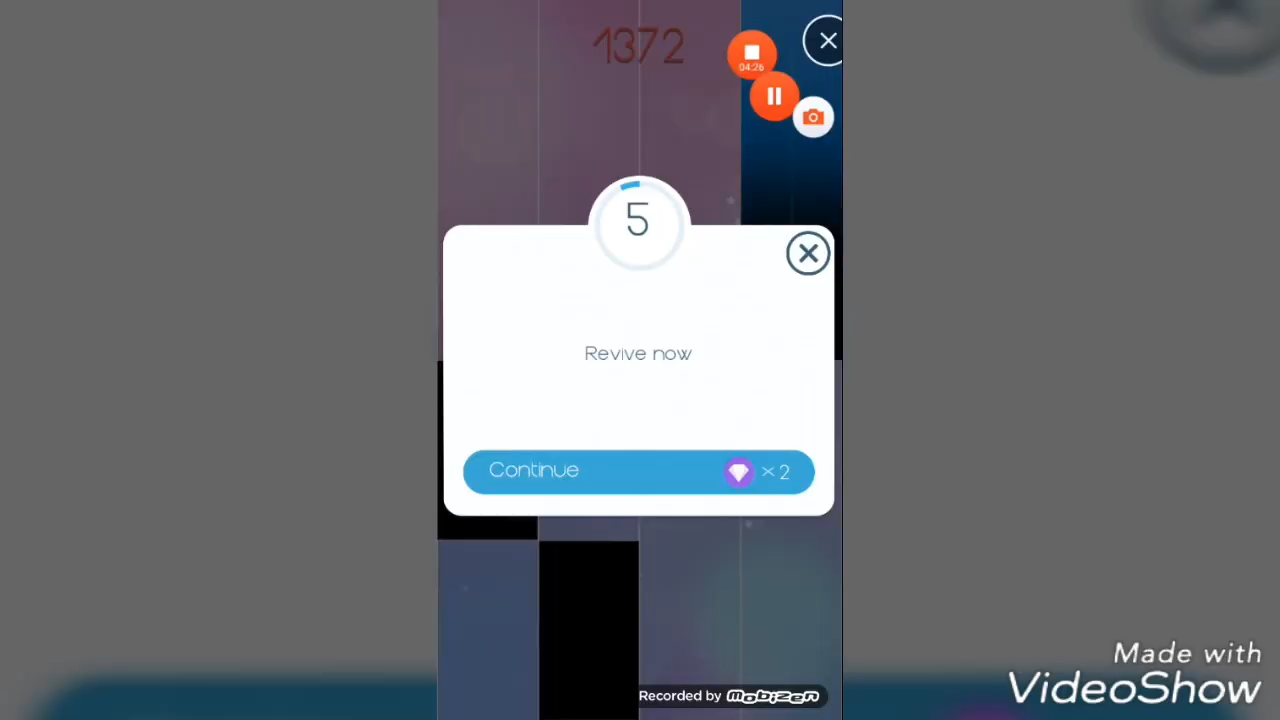 1372
04:26
5
Revive now
Continue ×2
Recorded by mobizen
Made with
VideoShow